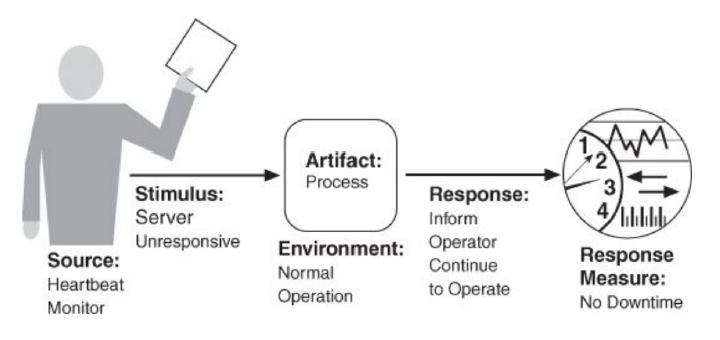 Source:
Heartbeat
Monitor
Stimulus:
Server
Unresponsive
Artifact:
Process
Environment:
Normal
Operation
Response:
Inform
Operator
Continue
to Operate
1
2
3
4
Response
Measure:
No Downtime